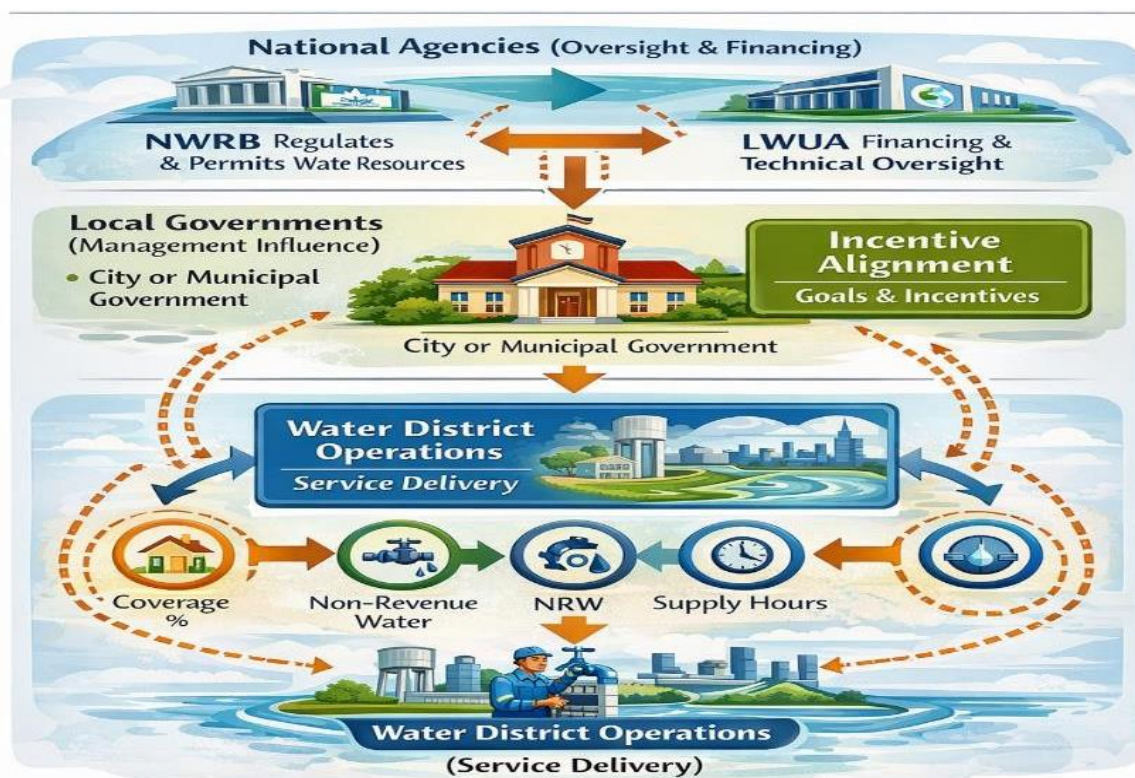 National Agencies (Oversight & Financing)
NWRB Regulates
& Permits Wate Resources
LWUA Financing &
Technical Oversight
Local Governments
(Management Influence)
• City or Municipal
Government
Incentive
Alignment
Goals & Incentives
City or Municipal Government
Water District
Operations
Service Delivery
Coverage
%
Non-Revenue
Water
NRW
Supply Hours
Water District Operations
(Service Delivery)